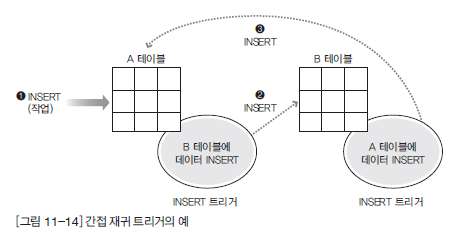 ❸
INSERT
A 테이블
B 테이블
❶ INSERT
(작업)
❷
INSERT
B 테이블에
데이터 INSERT
A 테이블에
데이터 INSERT
INSERT 트리거
INSERT 트리거
[그림 11-14] 간접 재귀 트리거의 예